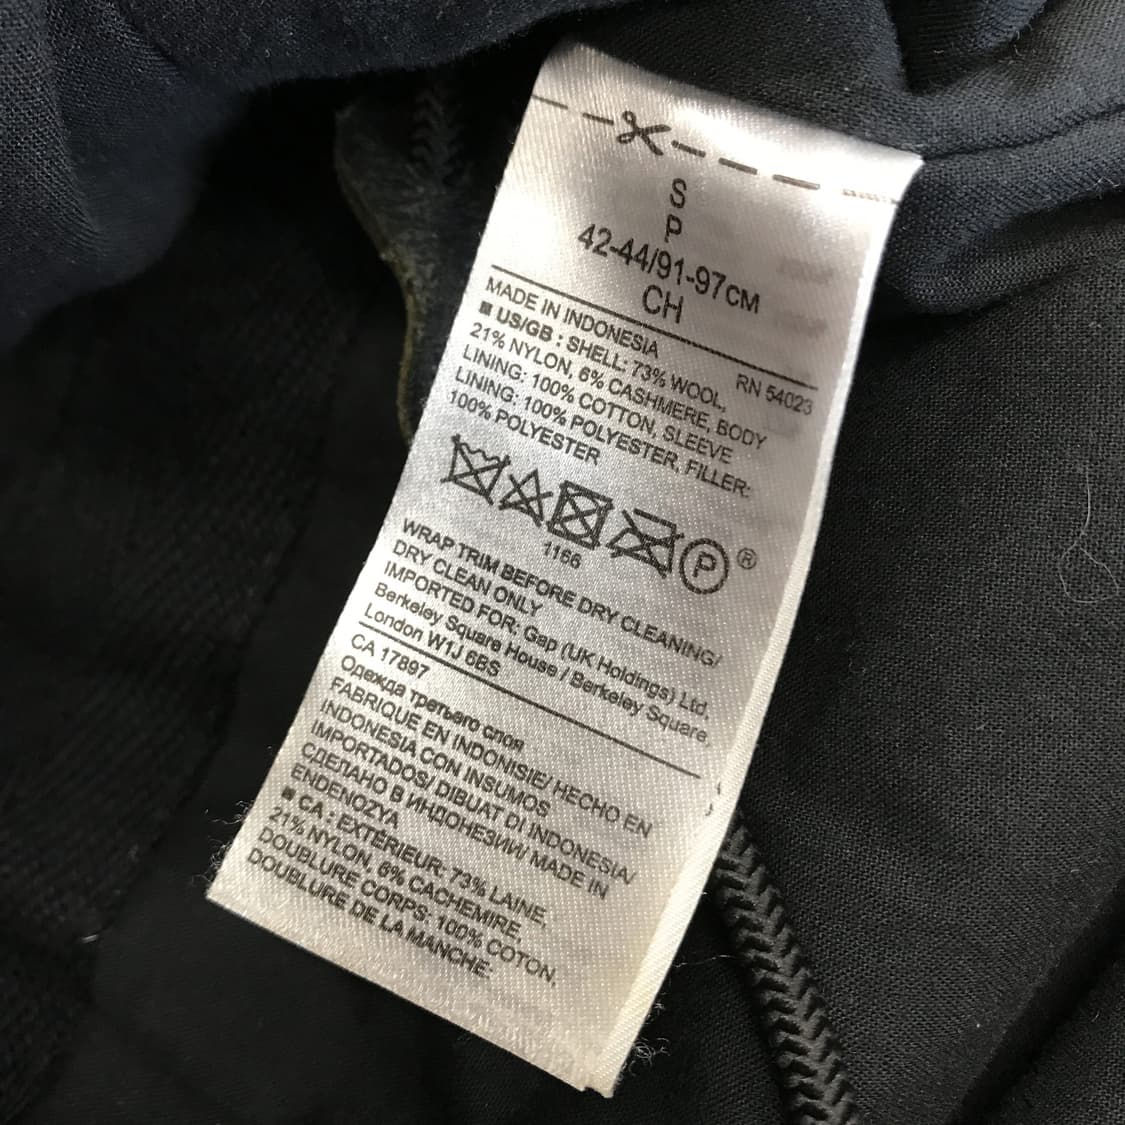 S
P
42-44/91-97CM
CH
MADE IN INDONESIA
RN 54023
■ US/GB : SHELL: 73% WOOL,
21% NYLON, 6% CASHMERE, BODY
LINING: 100% COTTON, SLEEVE
LINING: 100% POLYESTER, FILLER:
100% POLYESTER
P ®
1166
WRAP TRIM BEFORE DRY CLEANING/
DRY CLEAN ONLY
IMPORTED FOR: Gap (UK Holdings) Ltd,
Berkeley Square House / Berkeley Square,
London W1J 6BS
CA 17897
Одежда третьего слоя
FABRIQUE EN INDONISIE/ HECHO EN
INDONESIA CON INSUMOS
IMPORTADOS/ DIBUAT DI INDONESIA/
СДЕЛАНО В ИНДОНЕЗИИ/ MADE IN
ENDENOZYA
■ CA : EXTÉRIEUR: 73% LAINE,
21% NYLON, 6% CACHEMIRE,
DOUBLURE CORPS: 100% COTON,
DOUBLURE DE LA MANCHE: